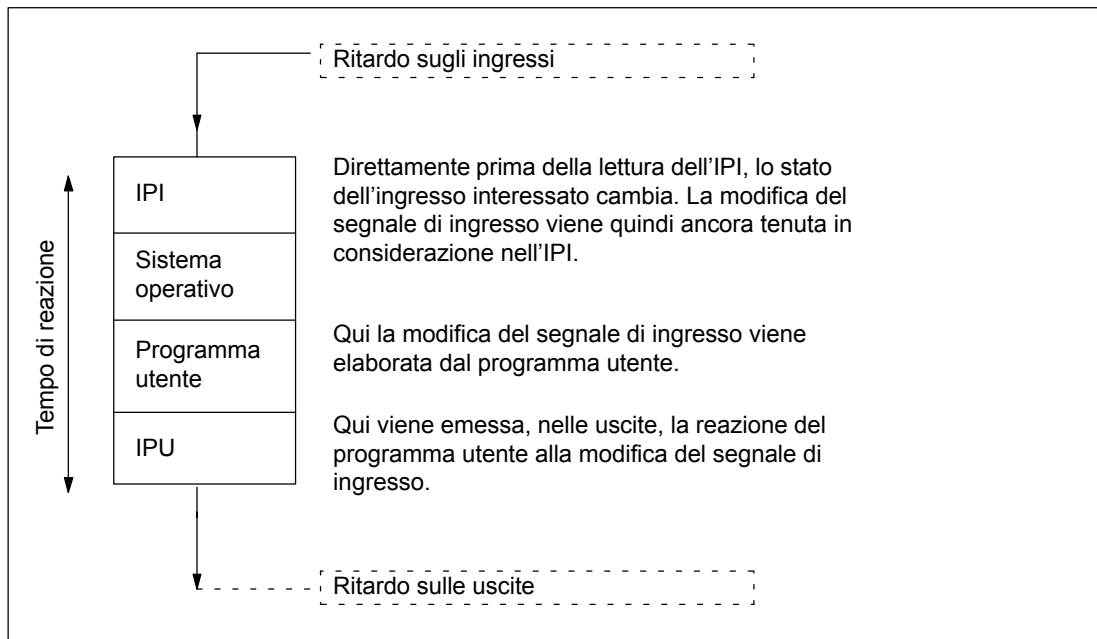 Ritardo sugli ingressi
IPI
Direttamente prima della lettura dell’IPI, lo stato
dell’ingresso interessato cambia. La modifica del
segnale di ingresso viene quindi ancora tenuta in
considerazione nell’IPI.
Sistema
operativo
Tempo di reazione
Programma
utente
Qui la modifica del segnale di ingresso viene
elaborata dal programma utente.
IPU
Qui viene emessa, nelle uscite, la reazione del
programma utente alla modifica del segnale di
ingresso.
Ritardo sulle uscite